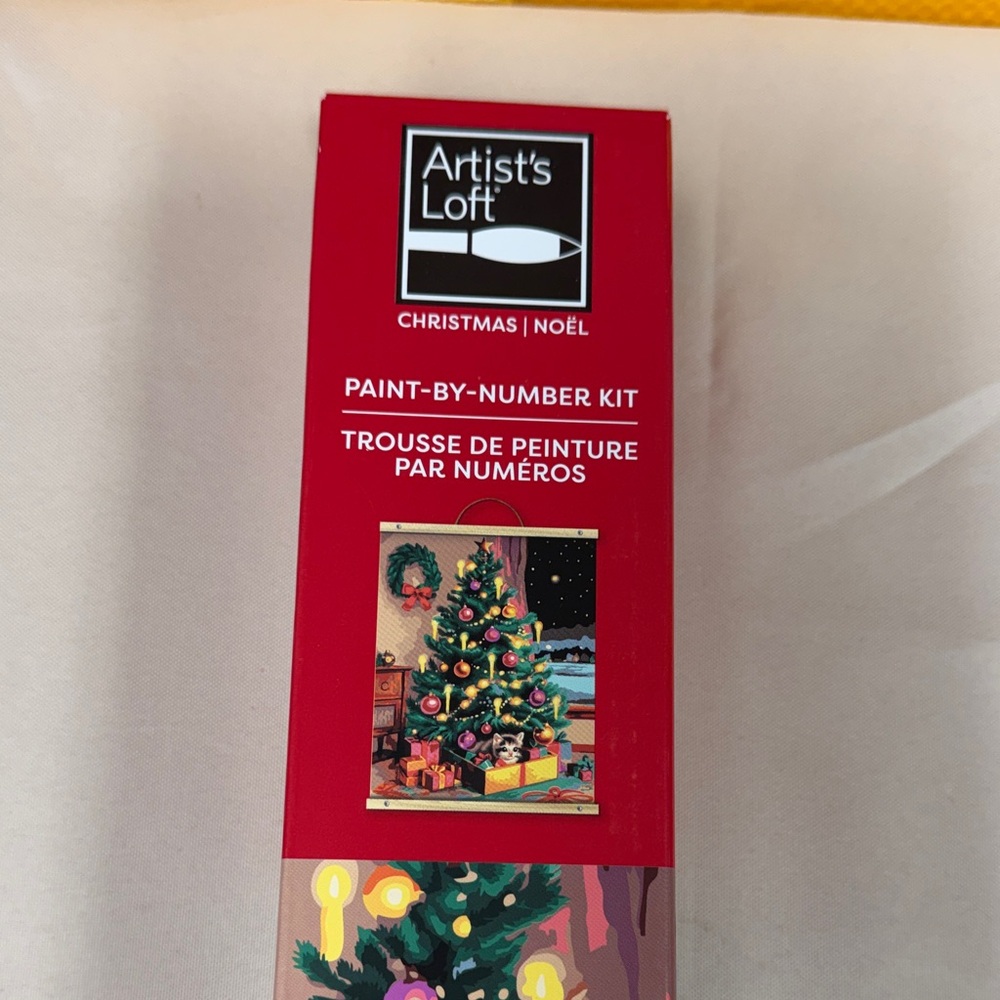 Artist's
Loft®
CHRISTMAS | NOËL
PAINT-BY-NUMBER KIT
TROUSSE DE PEINTURE
PAR NUMÉROS